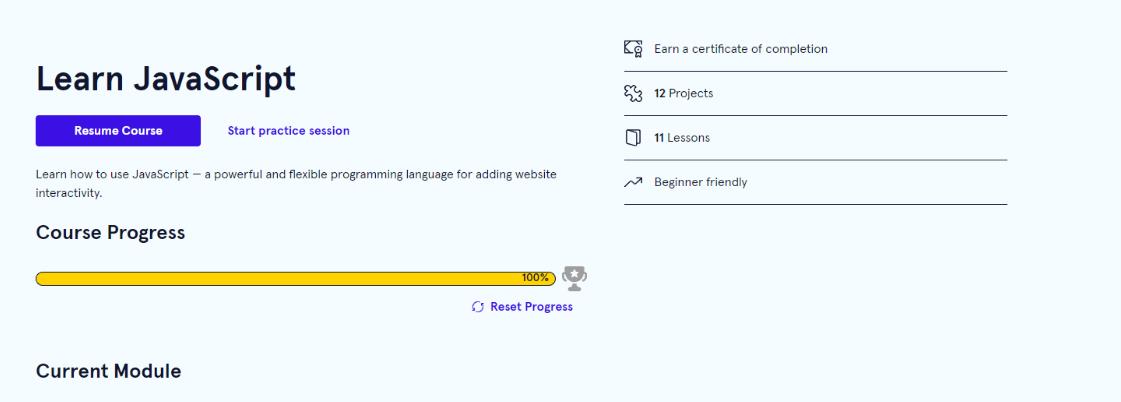 Learn JavaScript
Resume Course
Start practice session
Learn how to use JavaScript — a powerful and flexible programming language for adding website
interactivity.
Course Progress
100%
Reset Progress
Current Module
Earn a certificate of completion
12 Projects
11 Lessons
Beginner friendly